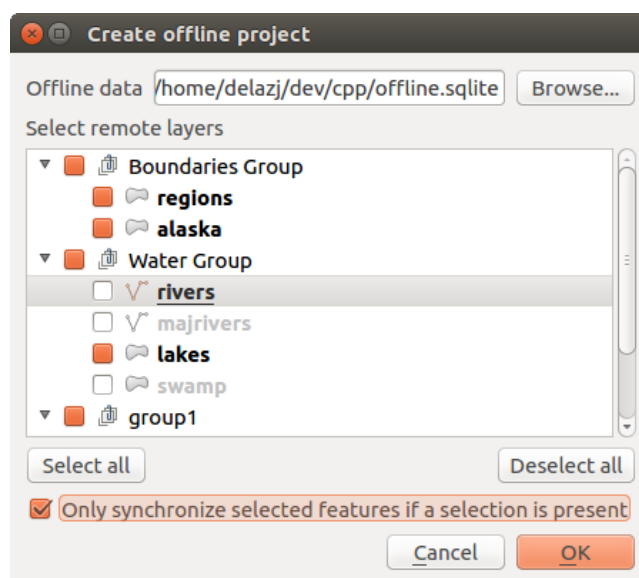 Create offline project
Offline data /home/delazj/dev/cpp/offline.sqlite Browse...
Select remote layers
Boundaries Group
regions
alaska
Water Group
rivers
majrivers
lakes
swamp
group1
Select all Deselect all
Only synchronize selected features if a selection is present
Cancel OK